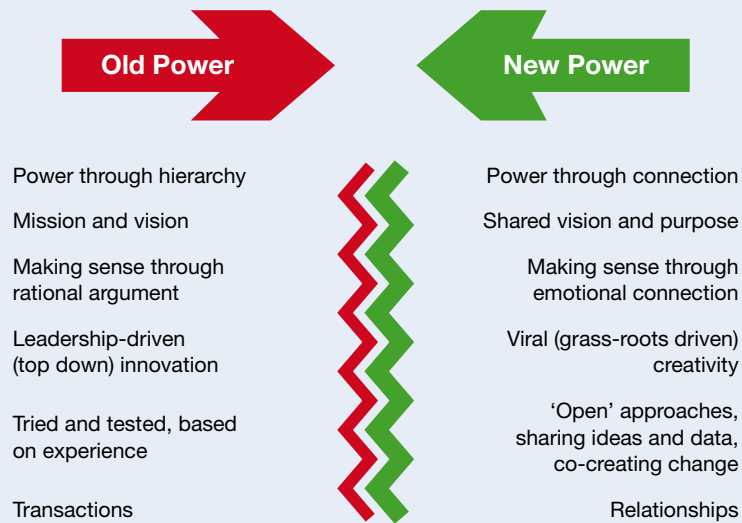 Old Power
New Power
Power through hierarchy
Power through connection
Mission and vision
Shared vision and purpose
Making sense through
rational argument
Making sense through
emotional connection
Leadership-driven
(top down) innovation
Viral (grass-roots driven)
creativity
Tried and tested, based
on experience
‘Open’ approaches,
sharing ideas and data,
co-creating change
Transactions
Relationships